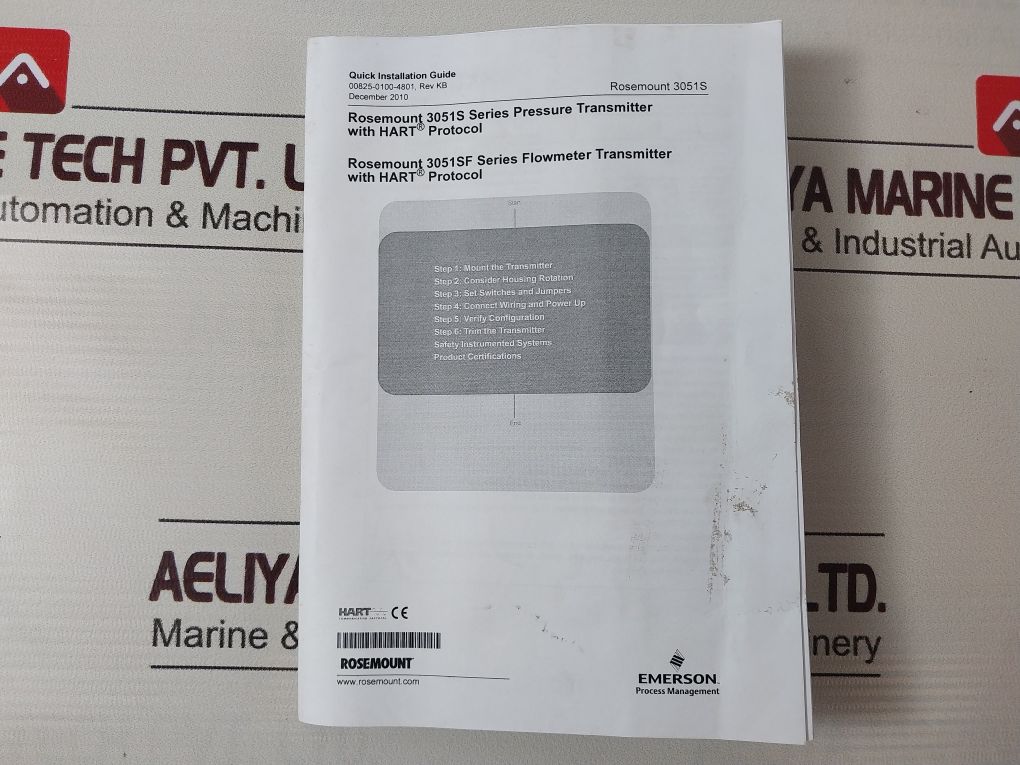 Quick Installation Guide
00825-0100-4801, Rev KB
December 2010
Rosemount 3051S
Rosemount 3051S Series Pressure Transmitter
with HART® Protocol
Rosemount 3051SF Series Flowmeter Transmitter
with HART® Protocol
Start
Step 1: Mount the Transmitter
Step 2: Consider Housing Rotation
Step 3: Set Switches and Jumpers
Step 4: Connect Wiring and Power Up
Step 5: Verify Configuration
Step 6: Trim the Transmitter
Safety Instrumented Systems
Product Certifications
End
HART
COMMUNICATION PROTOCOL
CE
ROSEMOUNT
www.rosemount.com
EMERSON
Process Management
E TECH PVT. L
utomation & Machi
YA MARINE
& Industrial Au
AELIYA
Marine &
LTD.
nery